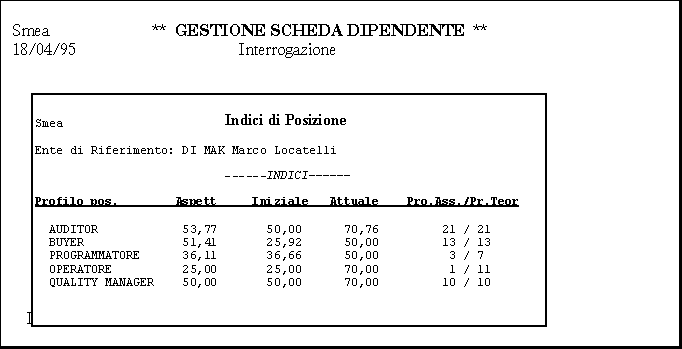 Smea ** GESTIONE SCHEDA DIPENDENTE **
18/04/95 Interrogazione
Smea Indici di Posizione
Ente di Riferimento: DI MAK Marco Locatelli
------INDICI------
Profilo pos. Aspett Iniziale Attuale Pro.Ass./Pr.Teor
AUDITOR 53,77 50,00 70,76 21 / 21
BUYER 51,41 25,92 50,00 13 / 13
PROGRAMMATORE 36,11 36,66 50,00 3 / 7
OPERATORE 25,00 25,00 70,00 1 / 11
QUALITY MANAGER 50,00 50,00 70,00 10 / 10